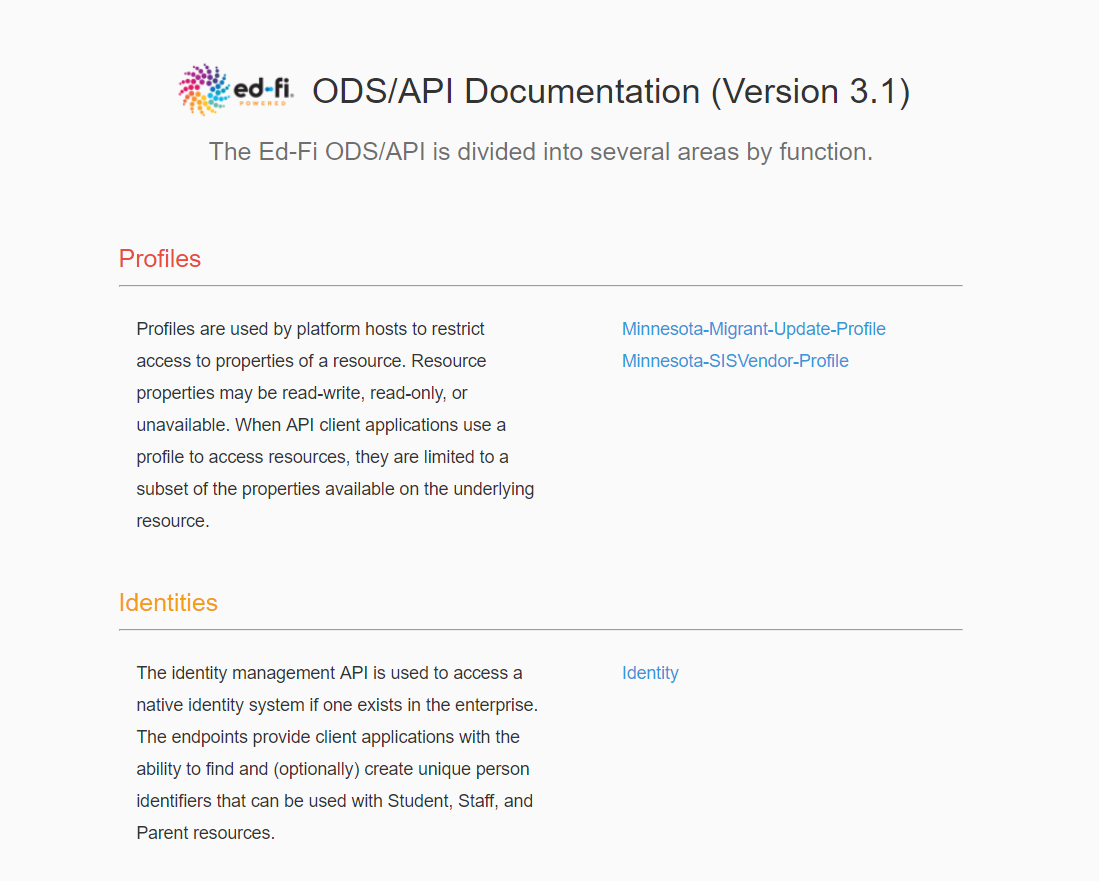 ed-fi. ODS/API Documentation (Version 3.1)
POWERED
The Ed-Fi ODS/API is divided into several areas by function.
Profiles
Profiles are used by platform hosts to restrict
access to properties of a resource. Resource
properties may be read-write, read-only, or
unavailable. When API client applications use a
profile to access resources, they are limited to a
subset of the properties available on the underlying
resource.
Minnesota-Migrant-Update-Profile
Minnesota-SISVendor-Profile
Identities
The identity management API is used to access a
native identity system if one exists in the enterprise.
The endpoints provide client applications with the
ability to find and (optionally) create unique person
identifiers that can be used with Student, Staff, and
Parent resources.
Identity